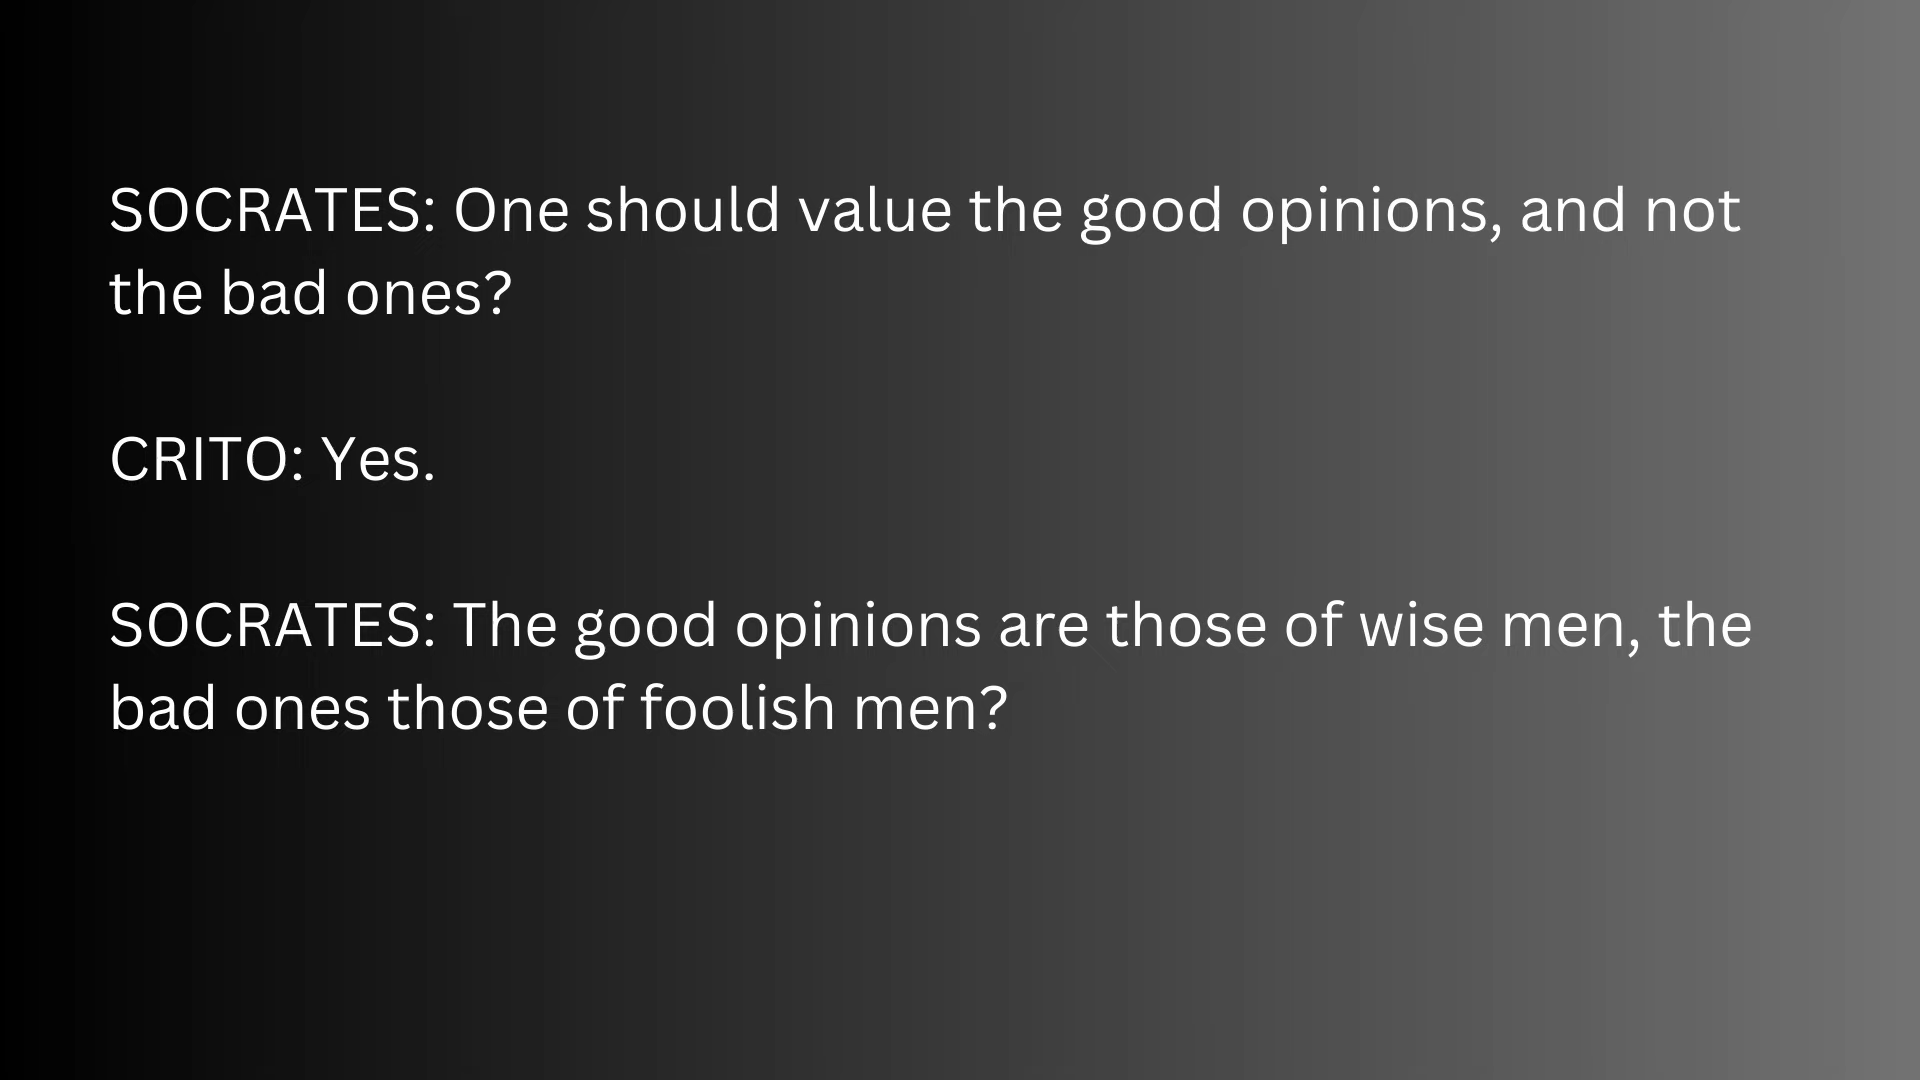 SOCRATES: One should value the good opinions, and not
the bad ones?
CRITO: Yes.
SOCRATES: The good opinions are those of wise men, the
bad ones those of foolish men?